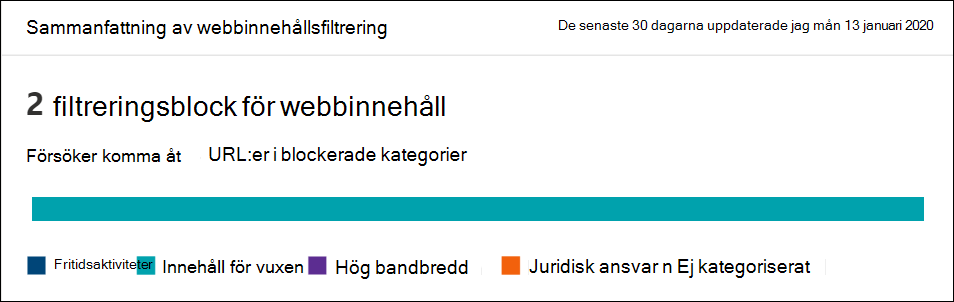 Sammanfattning av webbinnehållsfiltrering
De senaste 30 dagarna uppdaterade jag mån 13 januari 2020
2 filtreringsblock för webbinnehåll
Försöker komma åt URL:er i blockerade kategorier
Fritidsaktiviteter Innehåll för vuxen Hög bandbredd Juridisk ansvar n Ej kategoriserat